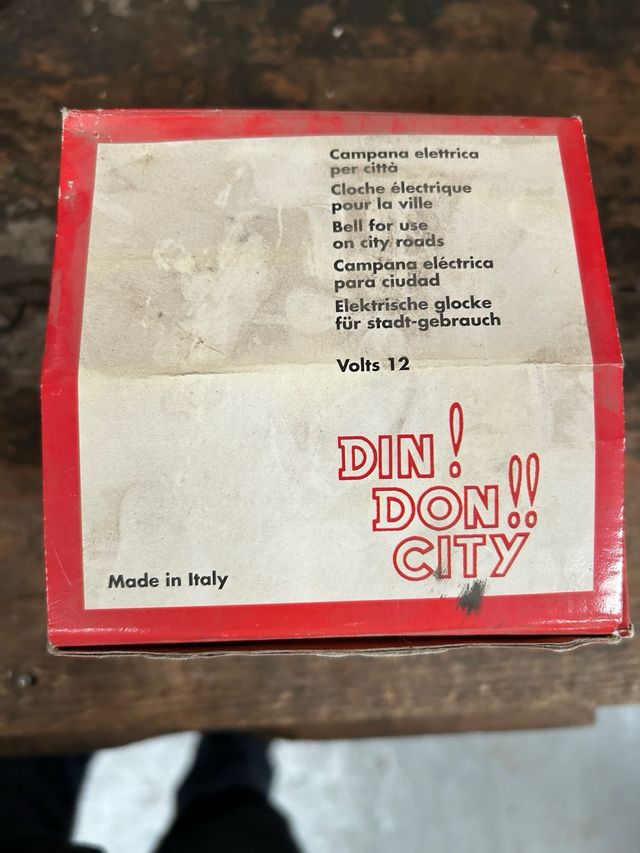 Campana elettrica
per città
Cloche électrique
pour la ville
Bell for use
on city roads
Campana eléctrica
para ciudad
Elektrische glocke
für stadt-gebrauch
Volts 12
DIN!
DON!!
CITY
Made in Italy